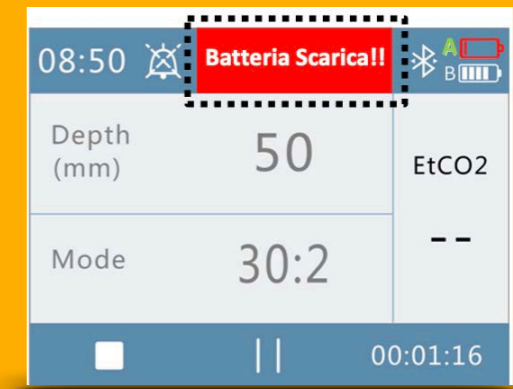 08:50 Batteria Scarica!! A
B
Depth
(mm)
50
EtCO2
--
Mode
30:2
00:01:16